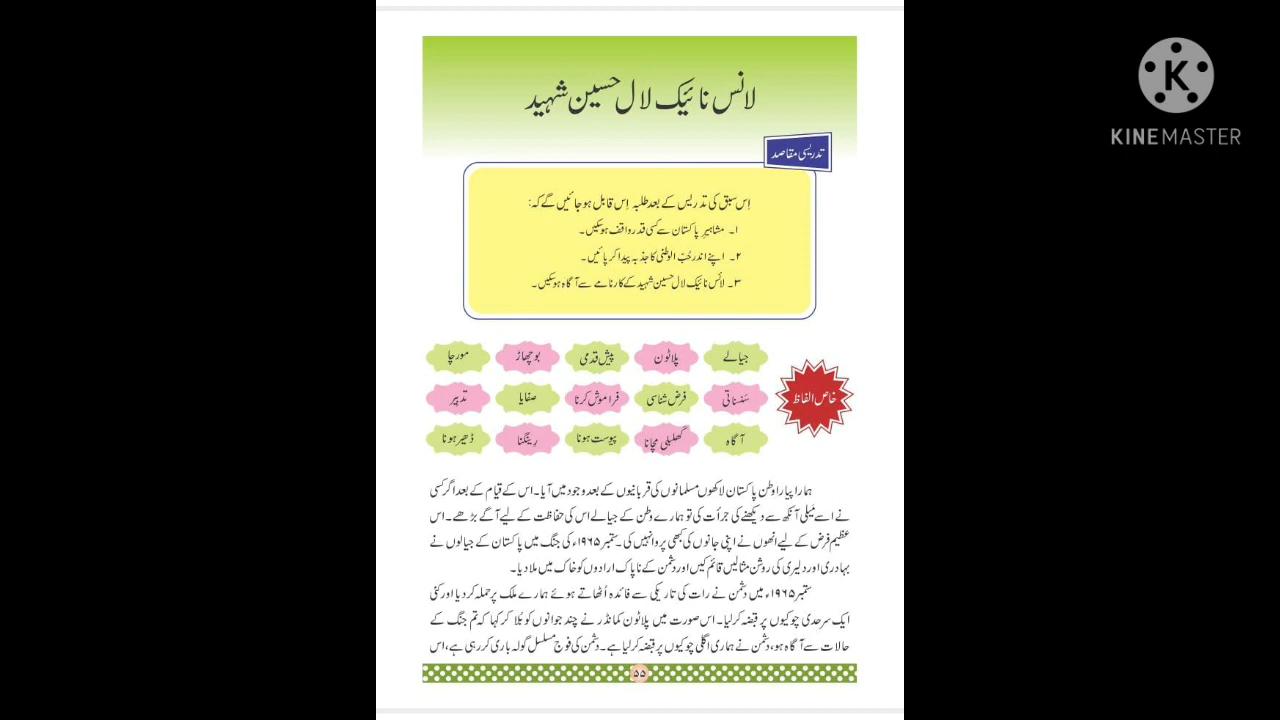 لانس نائیک لال حسین شہید
تدریسی مقاصد
اِس سبق کی تدریس کے بعد طلبہ اِس قابل ہو جائیں گے کہ:
۱۔ مشاہیرِ پاکستان سے کسی قدر واقف ہو سکیں۔
۲۔ اپنے اندر حُبّ الوطنی کا جذبہ پیدا کر پائیں۔
۳۔ لانس نائیک لال حسین شہید کے کارنامے سے آگاہ ہو سکیں۔
خاص الفاظ
جیالے پلاٹون پیش قدمی بوچھاڑ مورچا
سَنسناتی فرض شناسی فراموش کرنا صفایا تدبیر
آگاہ کھلبلی مچانا پیوست ہونا رِینگنا ڈھیر ہونا
ہمارا پیارا وطن پاکستان لاکھوں مسلمانوں کی قربانیوں کے بعد وجود میں آیا۔ اس کے قیام کے بعد اگر کسی
نے اسے مَیلی آنکھ سے دیکھنے کی جرأت کی تو ہمارے وطن کے جیالے اس کی حفاظت کے لیے آگے بڑھے۔ اس
عظیم فرض کے لیے انھوں نے اپنی جانوں کی کبھی پروا نہیں کی۔ ستمبر ۱۹۶۵ء کی جنگ میں پاکستان کے جیالوں نے
بہادری اور دلیری کی روشن مثالیں قائم کیں اور دشمن کے ناپاک ارادوں کو خاک میں ملا دیا۔
ستمبر ۱۹۶۵ء میں دشمن نے رات کی تاریکی سے فائدہ اُٹھاتے ہوئے ہمارے ملک پر حملہ کر دیا اور کئی
ایک سرحدی چوکیوں پر قبضہ کر لیا۔ اس صورت میں پلاٹون کمانڈر نے چند جوانوں کو بُلا کر کہا کہ تم جنگ کے
حالات سے آگاہ ہو، دشمن نے ہماری اگلی چوکیوں پر قبضہ کر لیا ہے۔ دشمن کی فوج مسلسل گولہ باری کر رہی ہے، اس
۵۵
KINEMASTER